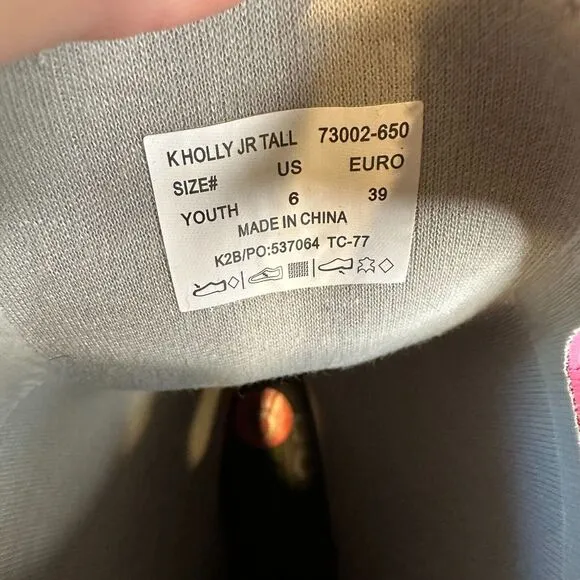 K HOLLY JR TALL 73002-650
SIZE# US EURO
YOUTH 6 39
MADE IN CHINA
K2B/PO:537064 TC-77